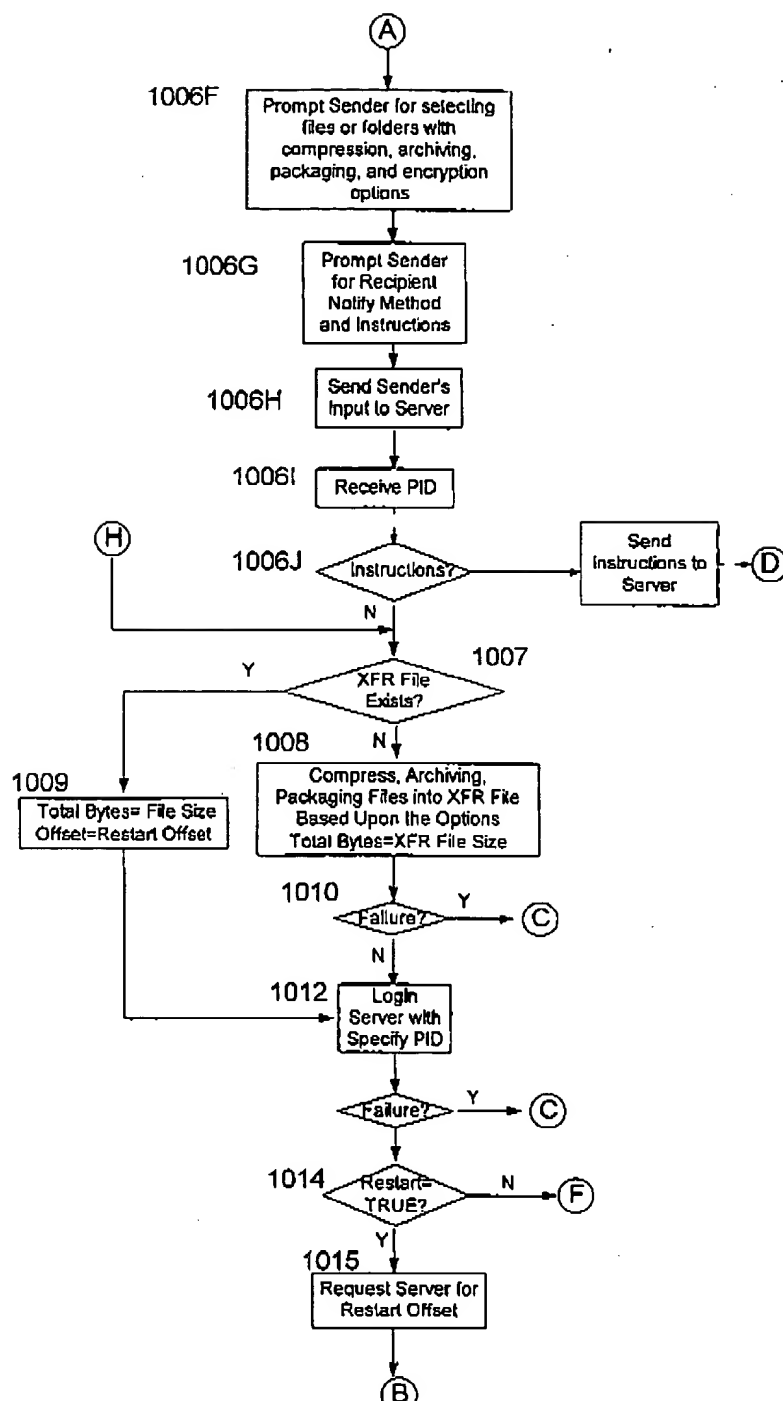 A
1006F
Prompt Sender for selecting
files or folders with
compression, archiving,
packaging, and encryption
options
1006G
Prompt Sender
for Recipient
Notify Method
and Instructions
1006H
Send Sender's
Input to Server
1006I
Receive PID
H
1006J
Instructions?
Send
Instructions to
Server
D
N
1007
Y
XFR File
Exists?
N
1008
1009
Total Bytes= File Size
Offset=Restart Offset
Compress, Archiving,
Packaging Files into XFR File
Based Upon the Options
Total Bytes=XFR File Size
1010
Failure?
Y
C
N
1012
Login
Server with
Specify PID
Failure?
Y
C
1014
Restart=
TRUE?
N
F
Y
1015
Request Server for
Restart Offset
B